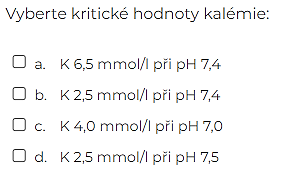 Vyberte kritické hodnoty kalémie:
a. K 6,5 mmol/l při pH 7,4
b. K 2,5 mmol/l při pH 7,4
c. K 4,0 mmol/l při pH 7,0
d. K 2,5 mmol/l při pH 7,5